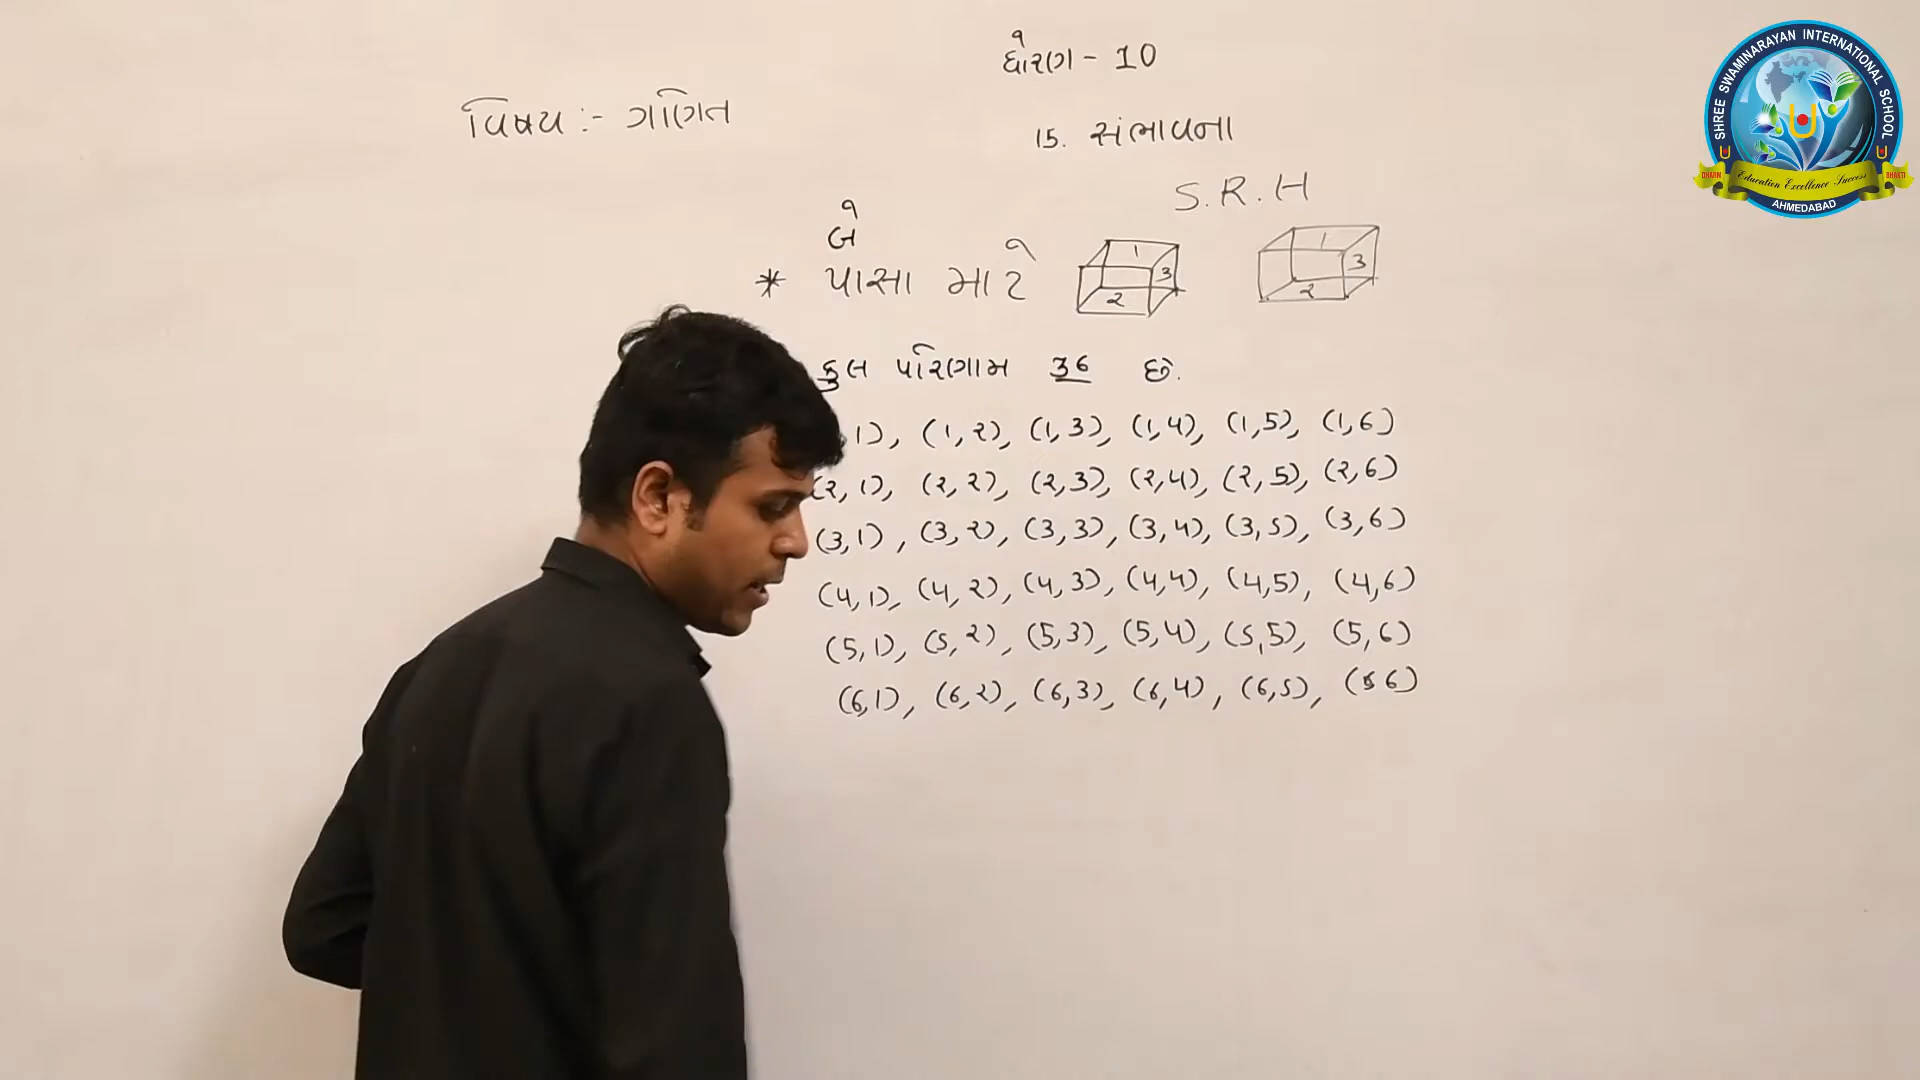 ધોરણ - 10
વિષય :- ગણિત
15. સંભાવના
S.R.H
બે
* પાસા માટે
1 3 2
1 3 2
કુલ પરિણામ 36 છે.
1), (1,2), (1,3), (1,4), (1,5), (1,6)
(2,1), (2,2), (2,3), (2,4), (2,5), (2,6)
(3,1), (3,2), (3,3), (3,4), (3,5), (3,6)
(4,1), (4,2), (4,3), (4,4), (4,5), (4,6)
(5,1), (5,2), (5,3), (5,4), (5,5), (5,6)
(6,1), (6,2), (6,3), (6,4), (6,5), (6 6)
SHREE SWAMINARAYAN INTERNATIONAL SCHOOL
DHARM Education Excellence Success BHAKTI
AHMEDABAD